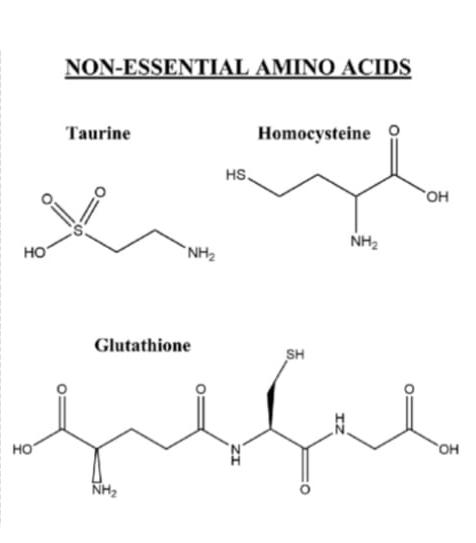 NON-ESSENTIAL AMINO ACIDS
Taurine
Homocysteine
O
HS
OH
NH2
O
O
S
HO
NH2
Glutathione
SH
O
O
O
HO
H
N
OH
N
H
NH2
O